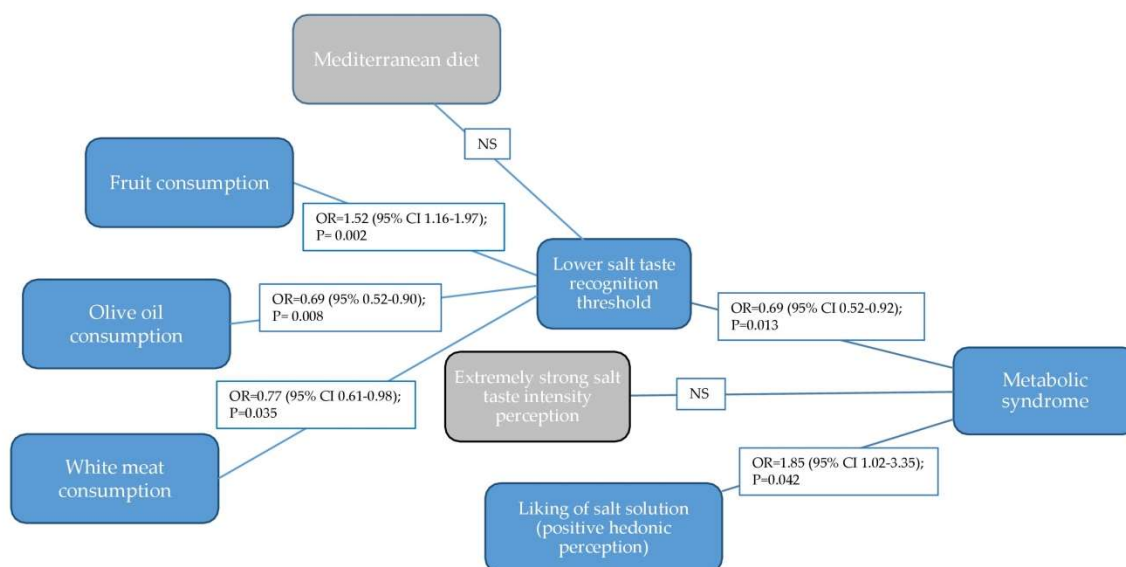 Mediterranean diet
NS
Fruit consumption
OR=1.52 (95% CI 1.16-1.97);
P= 0.002
Lower salt taste
recognition
threshold
Olive oil
consumption
OR=0.69 (95% 0.52-0.90);
P= 0.008
OR=0.69 (95% CI 0.52-0.92);
P=0.013
Extremely strong salt
taste intensity
perception
NS
Metabolic
syndrome
OR=0.77 (95% CI 0.61-0.98);
P=0.035
White meat
consumption
OR=1.85 (95% CI 1.02-3.35);
P=0.042
Liking of salt solution
(positive hedonic
perception)